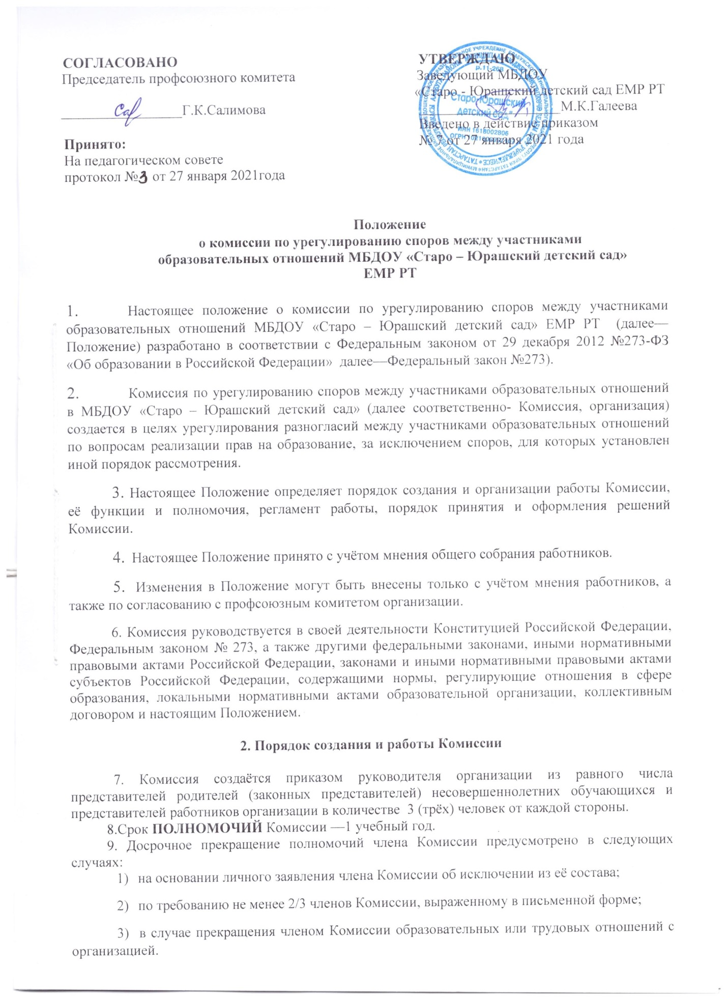 СОГЛАСОВАНО
Председатель профсоюзного комитета
Г.К.Салимова
Принято:
На педагогическом совете
протокол №3 от 27 января 2021года
УТВЕРЖДАЮ
Заведующий МБДОУ
«Старо - Юрашский детский сад ЕМР РТ
М.К.Галеева
Введено в действие приказом
№ 7 от 27 января 2021 года
р.11-268
"Старо-Юрашский
детский сад"
ИНН 1618002806
Положение
о комиссии по урегулированию споров между участниками
образовательных отношений МБДОУ «Старо – Юрашский детский сад»
ЕМР РТ
1. Настоящее положение о комиссии по урегулированию споров между участниками
образовательных отношений МБДОУ «Старо – Юрашский детский сад» ЕМР РТ (далее—
Положение) разработано в соответствии с Федеральным законом от 29 декабря 2012 №273-ФЗ
«Об образовании в Российской Федерации» далее—Федеральный закон №273).
2. Комиссия по урегулированию споров между участниками образовательных отношений
в МБДОУ «Старо – Юрашский детский сад» (далее соответственно- Комиссия, организация)
создается в целях урегулирования разногласий между участниками образовательных отношений
по вопросам реализации прав на образование, за исключением споров, для которых установлен
иной порядок рассмотрения.
3. Настоящее Положение определяет порядок создания и организации работы Комиссии,
её функции и полномочия, регламент работы, порядок принятия и оформления решений
Комиссии.
4. Настоящее Положение принято с учётом мнения общего собрания работников.
5. Изменения в Положение могут быть внесены только с учётом мнения работников, а
также по согласованию с профсоюзным комитетом организации.
6. Комиссия руководствуется в своей деятельности Конституцией Российской Федерации,
Федеральным законом № 273, а также другими федеральными законами, иными нормативными
правовыми актами Российской Федерации, законами и иными нормативными правовыми актами
субъектов Российской Федерации, содержащими нормы, регулирующие отношения в сфере
образования, локальными нормативными актами образовательной организации, коллективным
договором и настоящим Положением.
2. Порядок создания и работы Комиссии
7. Комиссия создаётся приказом руководителя организации из равного числа
представителей родителей (законных представителей) несовершеннолетних обучающихся и
представителей работников организации в количестве 3 (трёх) человек от каждой стороны.
8.Срок ПОЛНОМОЧИЙ Комиссии —1 учебный год.
9. Досрочное прекращение полномочий члена Комиссии предусмотрено в следующих
случаях:
1) на основании личного заявления члена Комиссии об исключении из её состава;
2) по требованию не менее 2/3 членов Комиссии, выраженному в письменной форме;
3) в случае прекращения членом Комиссии образовательных или трудовых отношений с
организацией.